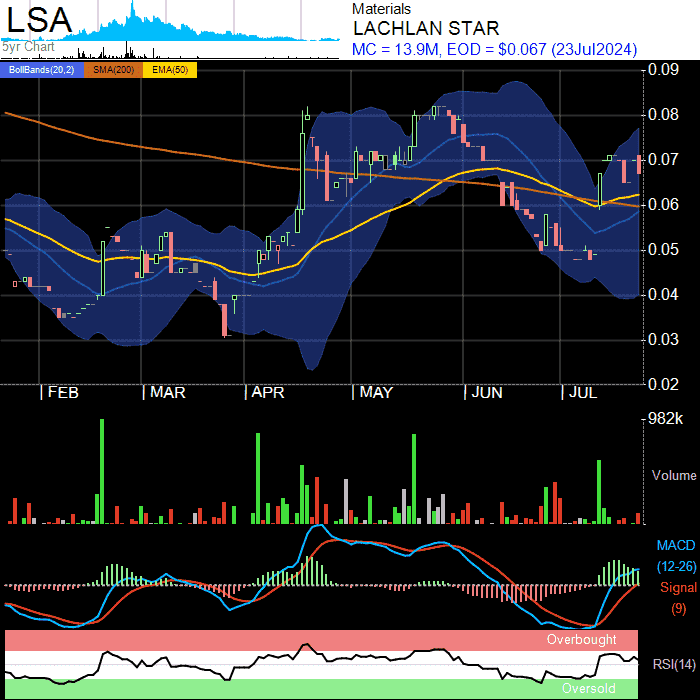 LSA
5yr Chart
Materials
LACHLAN STAR
MC = 13.9M, EOD = $0.067 (23Jul2024)
BollBands(20,2) SMA(200) EMA(50)
0.09
0.08
0.07
0.06
0.05
0.04
0.03
0.02
FEB MAR APR MAY JUN JUL
982k
Volume
MACD
(12-26)
Signal
(9)
Overbought
RSI(14)
Oversold